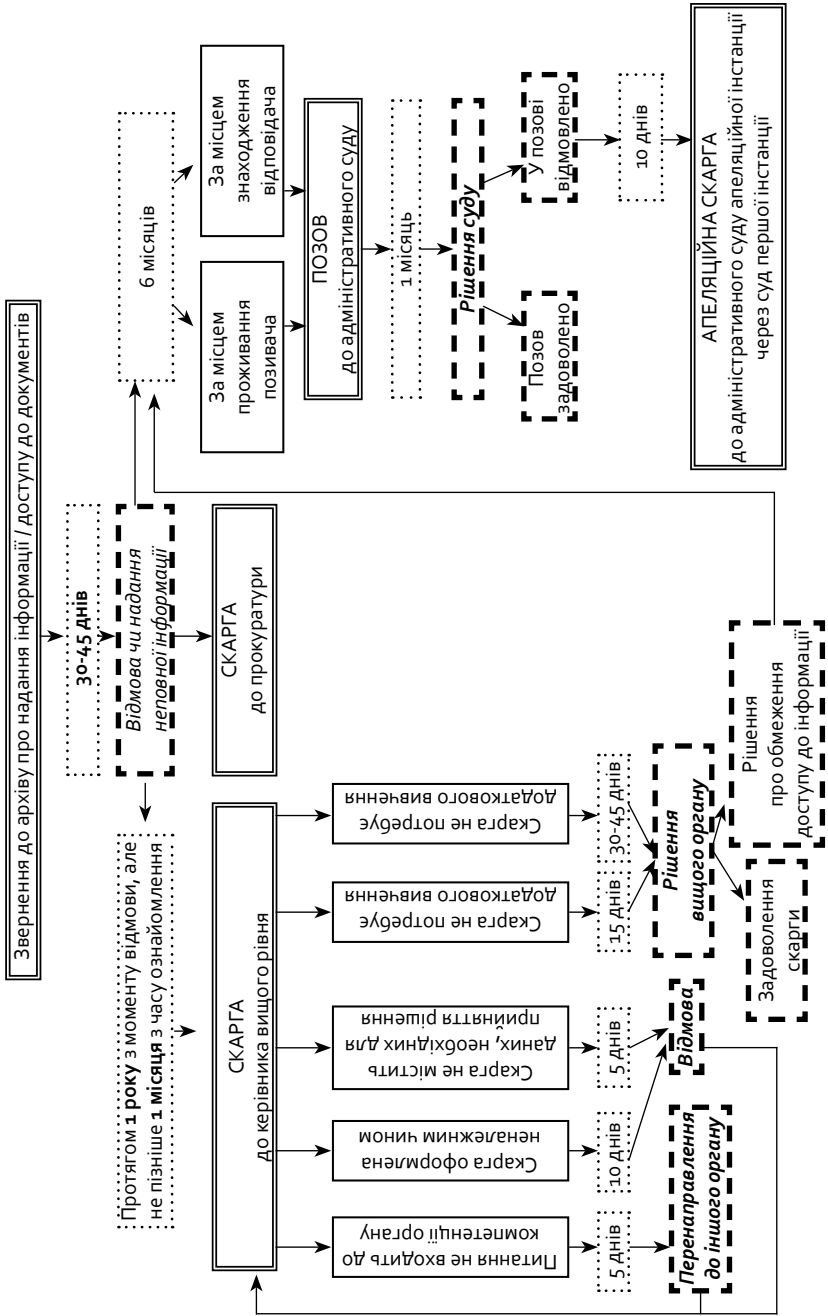 Звернення до архіву про надання інформації / доступу до документів
30-45 днів
Відмова чи надання
неповної інформації
Протягом 1 року з моменту відмови, але
не пізніше 1 місяця з часу ознайомлення
СКАРГА
до прокуратури
6 місяців
СКАРГА
до керівника вищого рівня
Питання не входить до
компетенції органу
Скарга оформлена
неналежним чином
Скарга не містить
даних, необхідних для
прийняття рішення
Скарга не потребує
додаткового вивчення
Скарга не потребує
додаткового вивчення
5 днів
10 днів
5 днів
15 днів
30-45 днів
Перенаправлення
до іншого органу
Відмова
Рішення
вищого органу
Задоволення
скарги
Рішення
про обмеження
доступу до інформації
За місцем
проживання
позивача
За місцем
знаходження
відповідача
ПОЗОВ
до адміністративного суду
1 місяць
Рішення суду
Позов
задоволено
У позові
відмовлено
10 днів
АПЕЛЯЦІЙНА СКАРГА
до адміністративного суду апеляційної інстанції
через суд першої інстанції